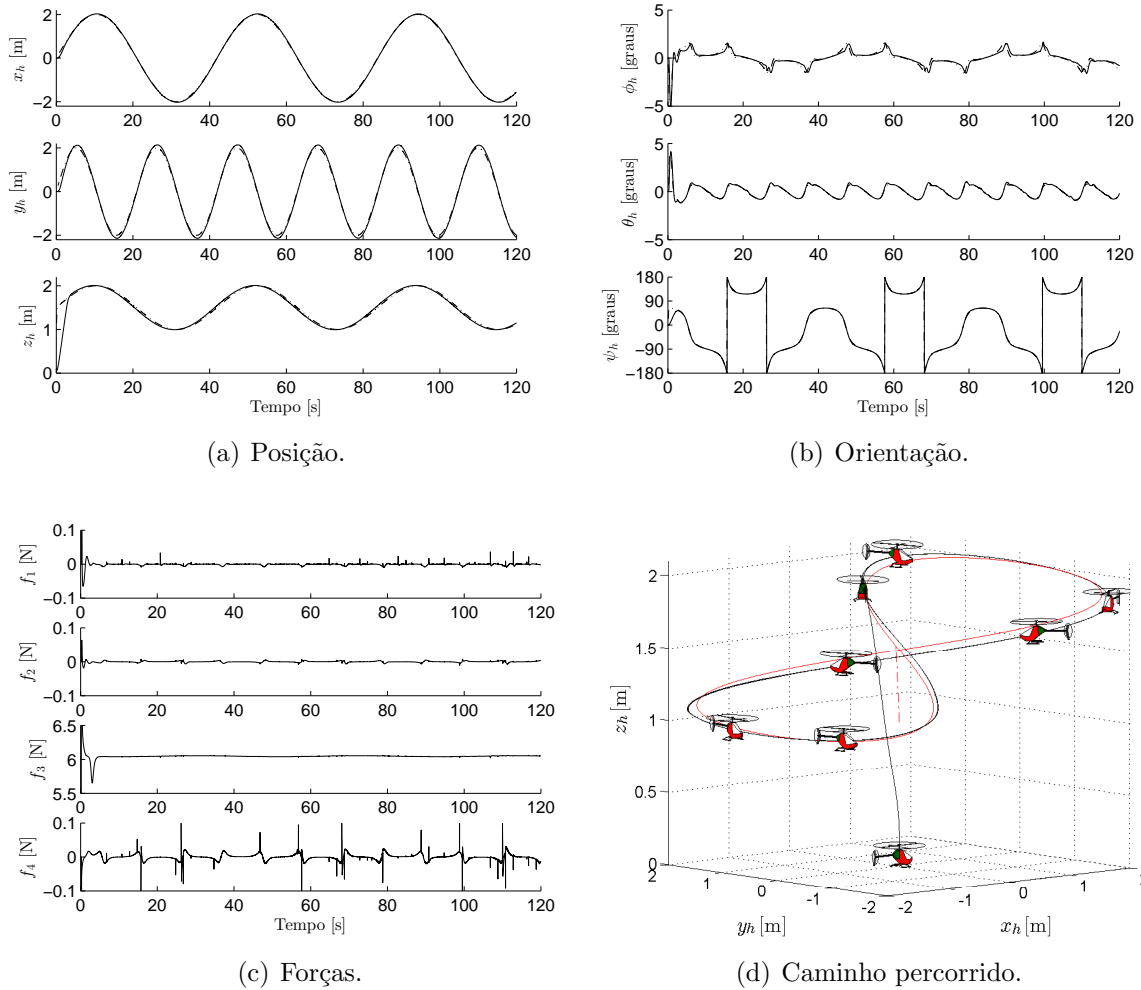 2
0
−2
x_h [m]
0 20 40 60 80 100 120
2
0
−2
y_h [m]
0 20 40 60 80 100 120
2
1
0
z_h [m]
0 20 40 60 80 100 120
Tempo [s]
(a) Posição.
5
0
5
ϕ_h [graus]
0 20 40 60 80 100 120
5
0
5
θ_h [graus]
0 20 40 60 80 100 120
180
90
0
−90
−180
ψ_h [graus]
0 20 40 60 80 100 120
Tempo [s]
(b) Orientação.
0.1
0
−0.1
f_1 [N]
0 20 40 60 80 100 120
0.1
0
−0.1
f_2 [N]
0 20 40 60 80 100 120
6.5
6
5.5
f_3 [N]
0 20 40 60 80 100 120
0.1
0
−0.1
f_4 [N]
0 20 40 60 80 100 120
Tempo [s]
(c) Forças.
2
1.5
1
0.5
0
z_h [m]
2 1 0 -1 -2
y_h [m]
-2 -1 0 1
x_h [m]
(d) Caminho percorrido.